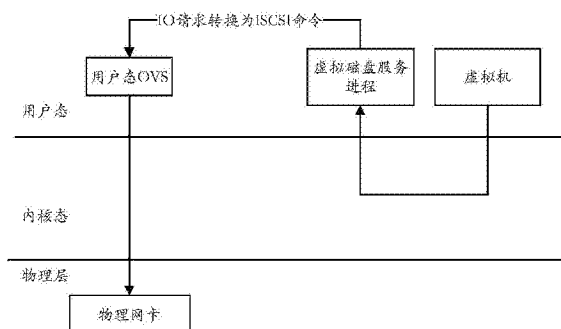 IO请求转换为ISCSI命令
用户态OVS
虚拟磁盘服务
进程
虚拟机
用户态
内核态
物理层
物理网卡